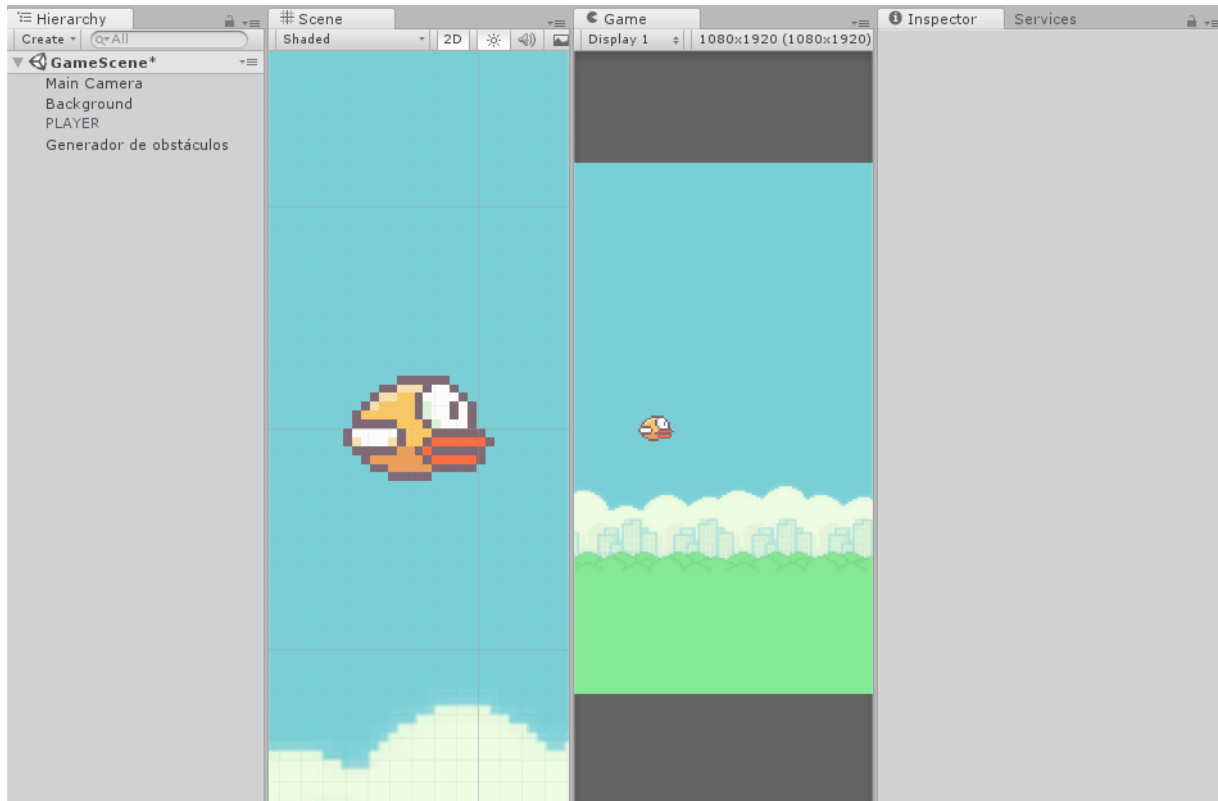 Hierarchy
Create
All
GameScene*
Main Camera
Background
PLAYER
Generador de obstáculos
Scene
Shaded
2D
Game
Display 1
1080x1920 (1080x1920)
Inspector
Services